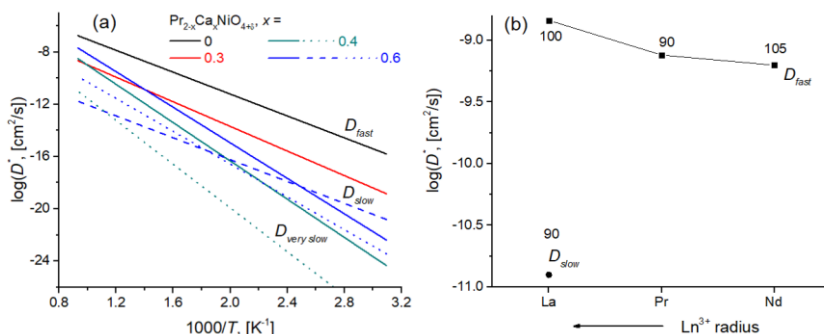 (a)
Pr2-xCaxNiO4+δ, x =
0
0.4
0.3
0.6
Dfast
Dslow
Dvery slow
log(D*, [cm²/s])
-8
-12
-16
-20
-24
0.8
1.2
1.6
2.0
2.4
2.8
3.2
1000/T, [K⁻¹]
(b)
100
90
105
Dfast
90
Dslow
log(D*, [cm²/s])
-9.0
-9.5
-10.0
-10.5
-11.0
La
Pr
Nd
Ln³⁺ radius